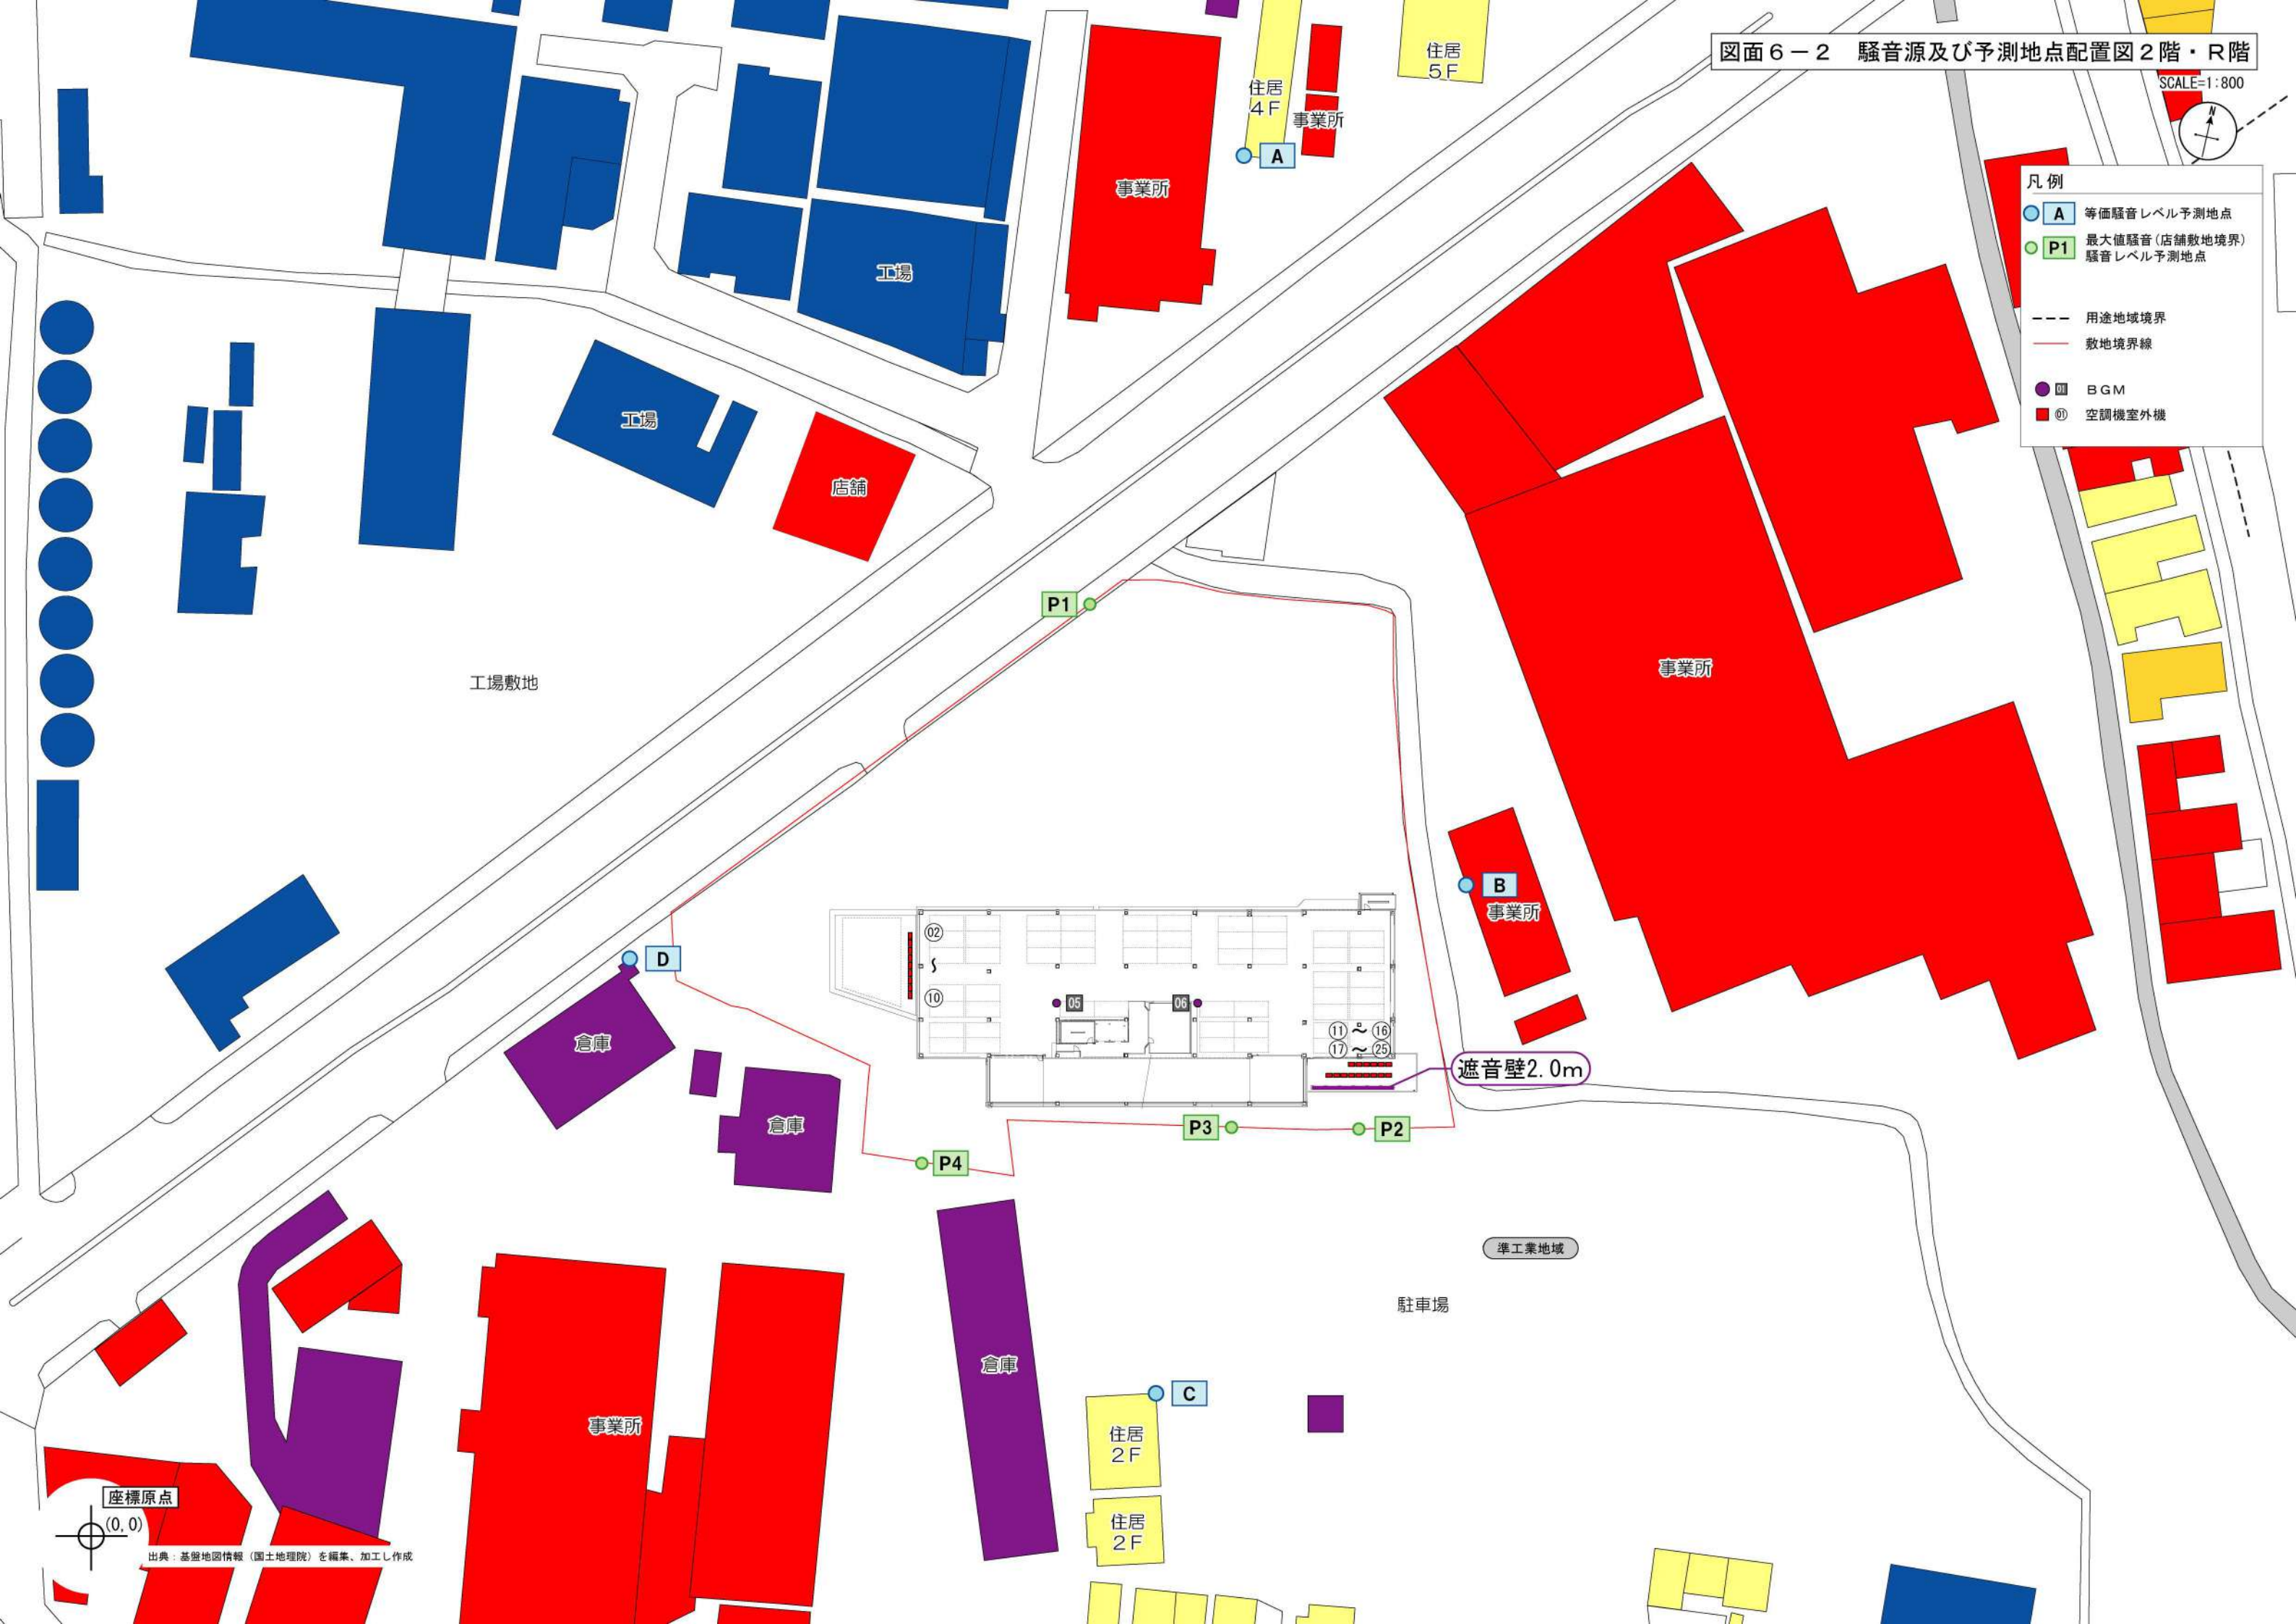 図面６－２　騒音源及び予測地点配置図２階・Ｒ階
SCALE=1:800
N
凡例
A 等価騒音レベル予測地点
P1 最大値騒音（店舗敷地境界）
騒音レベル予測地点
用途地域境界
敷地境界線
01 ＢＧＭ
01 空調機室外機
住居
５Ｆ
住居
４Ｆ
事業所
A
事業所
工場
工場
店舗
P1
工場敷地
事業所
B
事業所
D
02
～
10
05
06
11 ～ 16
17 ～ 25
遮音壁2.0m
倉庫
倉庫
P3
P2
P4
準工業地域
駐車場
倉庫
C
住居
２Ｆ
事業所
住居
２Ｆ
座標原点
(0,0)
出典：基盤地図情報（国土地理院）を編集、加工し作成